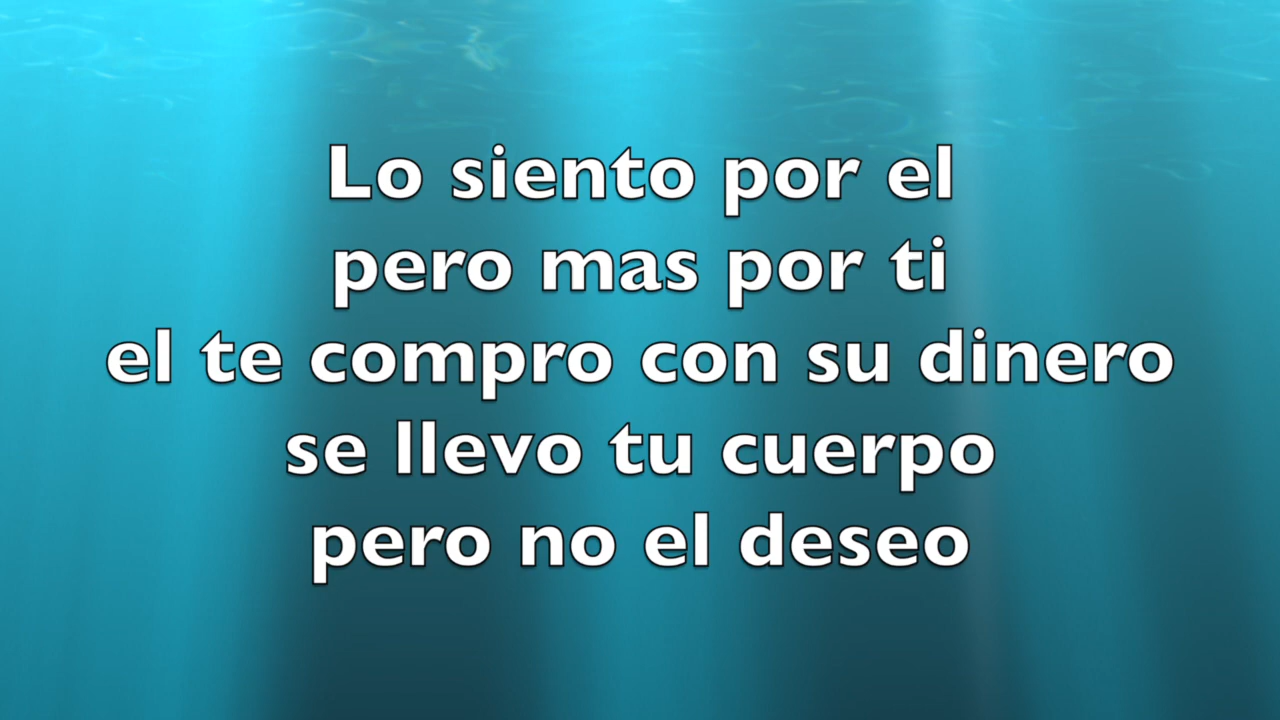 Lo siento por el
pero mas por ti
el te compro con su dinero
se llevo tu cuerpo
pero no el deseo